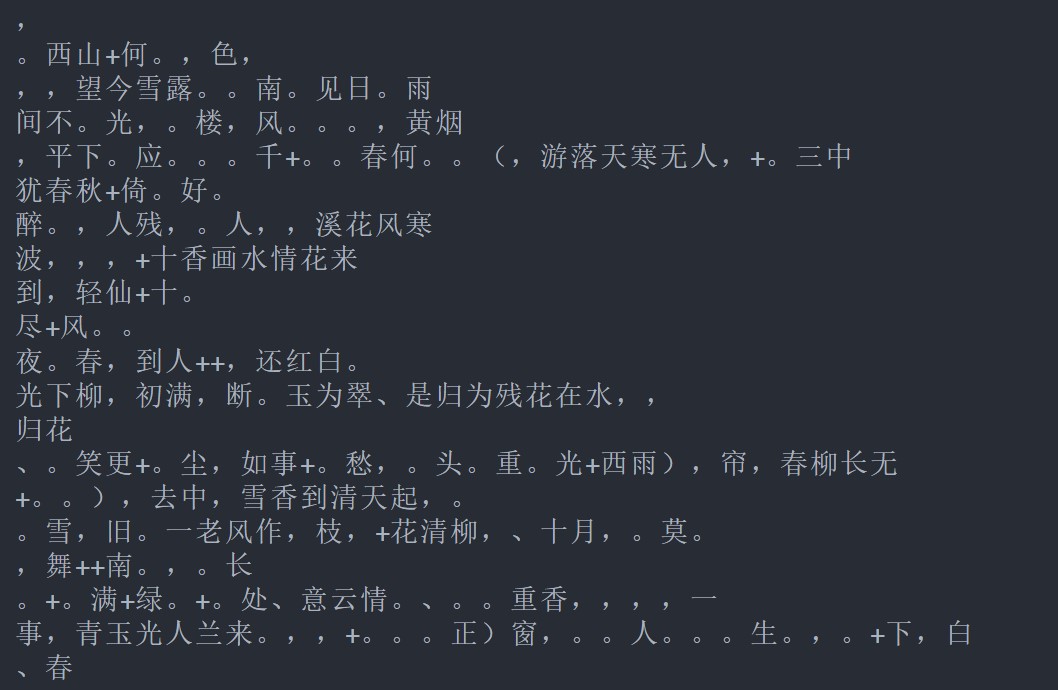 ，
。西山+何。，色，
，，望今雪露。。南。见日。雨
间不。光，。楼，风。。。，黄烟
，平下。应。。。千+。。春何。。（，游落天寒无人，+。三中
犹春秋+倚。好。
醉。，人残，。人，，溪花风寒
波，，，+十香画水情花来
到，轻仙+十。
尽+风。。
夜。春，到人++，还红白。
光下柳，初满，断。玉为翠、是归为残花在水，，
归花
、。笑更+。尘，如事+。愁，。头。重。光+西雨），帘，春柳长无
+。。），去中，雪香到清天起，。
。雪，旧。一老风作，枝，+花清柳，、十月，。莫。
，舞++南。，。长
。+。满+绿。+。处、意云情。、。。重香，，，，一
事，青玉光人兰来。，，+。。。正）窗，。。人。。。生。，。+下，白
、春